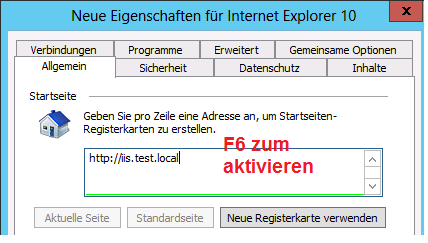 Neue Eigenschaften für Internet Explorer 10
x
Verbindungen Programme Erweitert Gemeinsame Optionen
Allgemein Sicherheit Datenschutz Inhalte
Startseite
Geben Sie pro Zeile eine Adresse an, um Startseiten-
Registerkarten zu erstellen.
http://iis.test.local
F6 zum
aktivieren
Aktuelle Seite Standardseite Neue Registerkarte verwenden